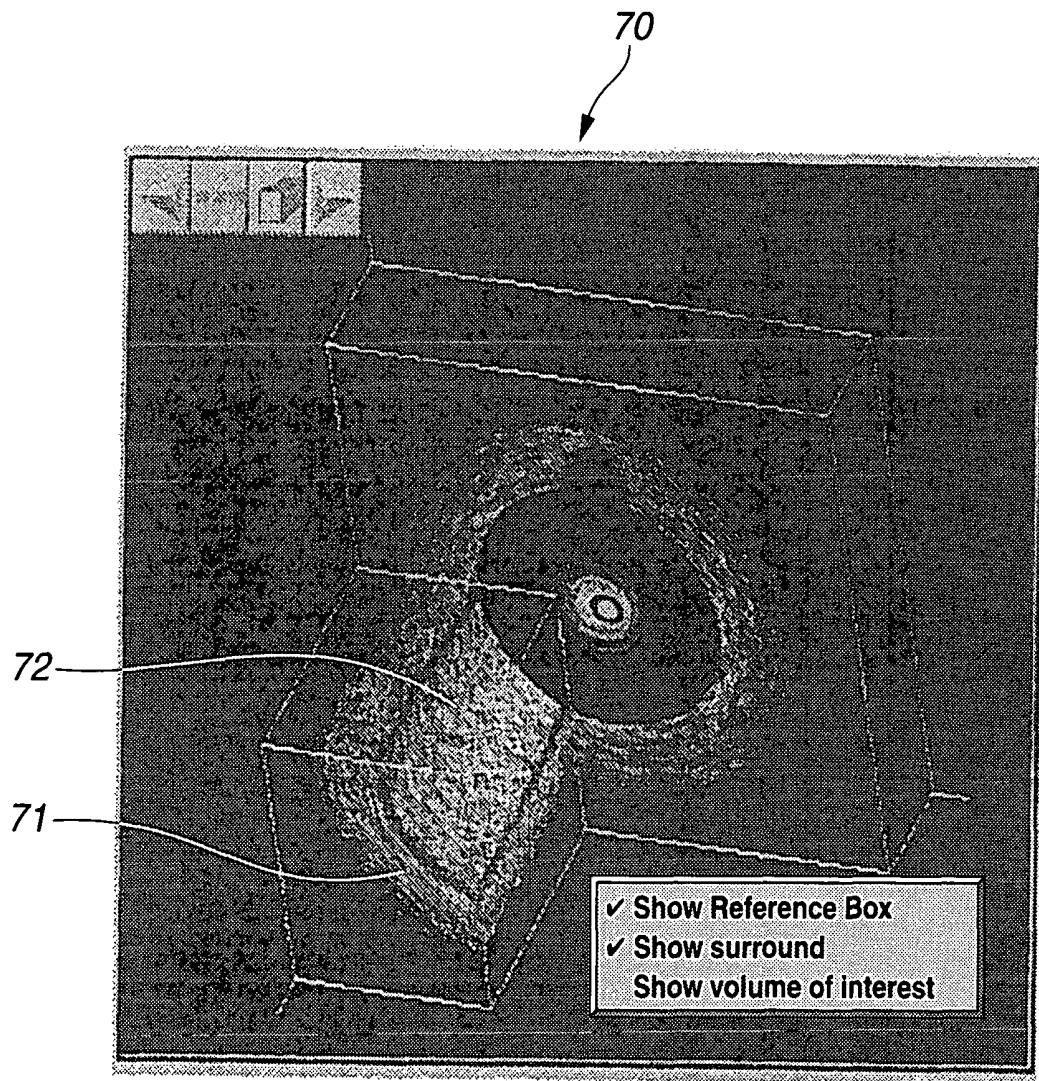 70
72
71
✓ Show Reference Box
✓ Show surround
Show volume of interest